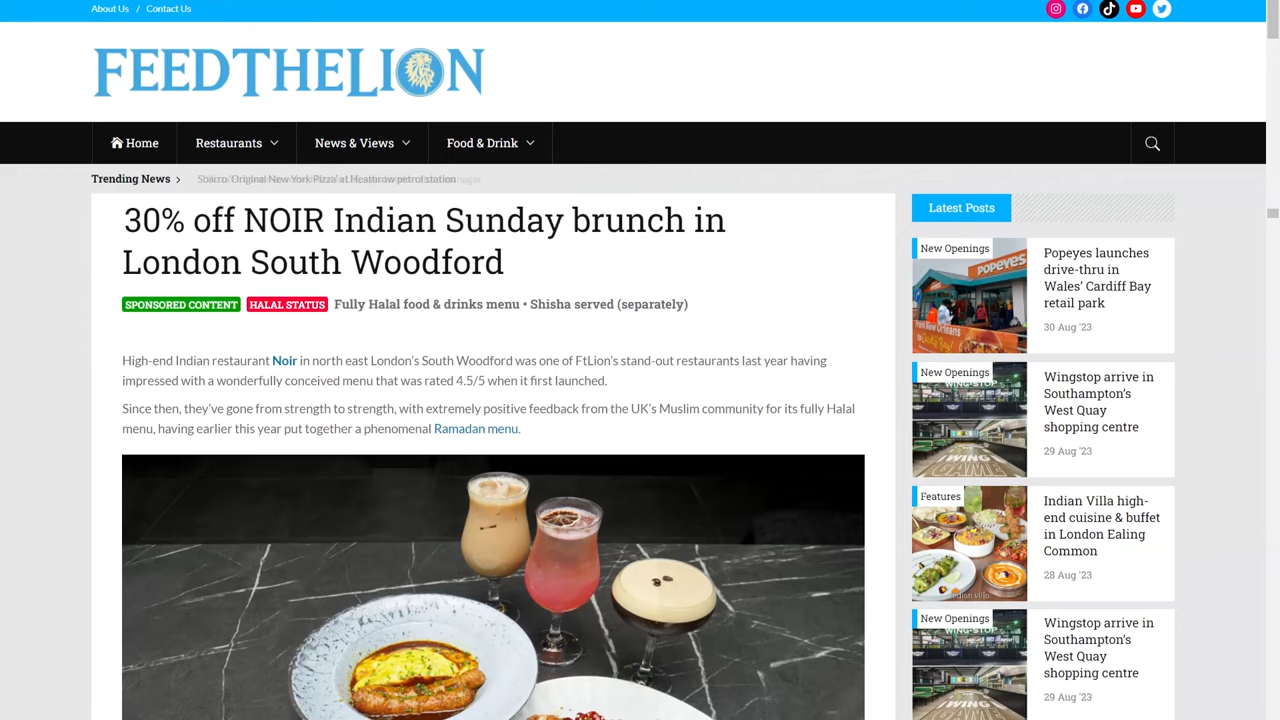 About Us / Contact Us
FEEDTHELION
Home
Restaurants
News & Views
Food & Drink
Trending News
Sbarro 'Original New York Pizza' at Heathrow petrol station
30% off NOIR Indian Sunday brunch in
London South Woodford
SPONSORED CONTENT HALAL STATUS Fully Halal food & drinks menu • Shisha served (separately)
High-end Indian restaurant Noir in north east London's South Woodford was one of FtLion's stand-out restaurants last year having
impressed with a wonderfully conceived menu that was rated 4.5/5 when it first launched.
Since then, they've gone from strength to strength, with extremely positive feedback from the UK's Muslim community for its fully Halal
menu, having earlier this year put together a phenomenal Ramadan menu.
Latest Posts
New Openings
POPEYES
Popeyes launches
drive-thru in
Wales' Cardiff Bay
retail park
30 Aug '23
New Openings
WING·STOP
Wingstop arrive in
Southampton's
West Quay
shopping centre
29 Aug '23
Features
indian villa
Indian Villa high-
end cuisine & buffet
in London Ealing
Common
28 Aug '23
New Openings
WING·STOP
Wingstop arrive in
Southampton's
West Quay
shopping centre
29 Aug '23